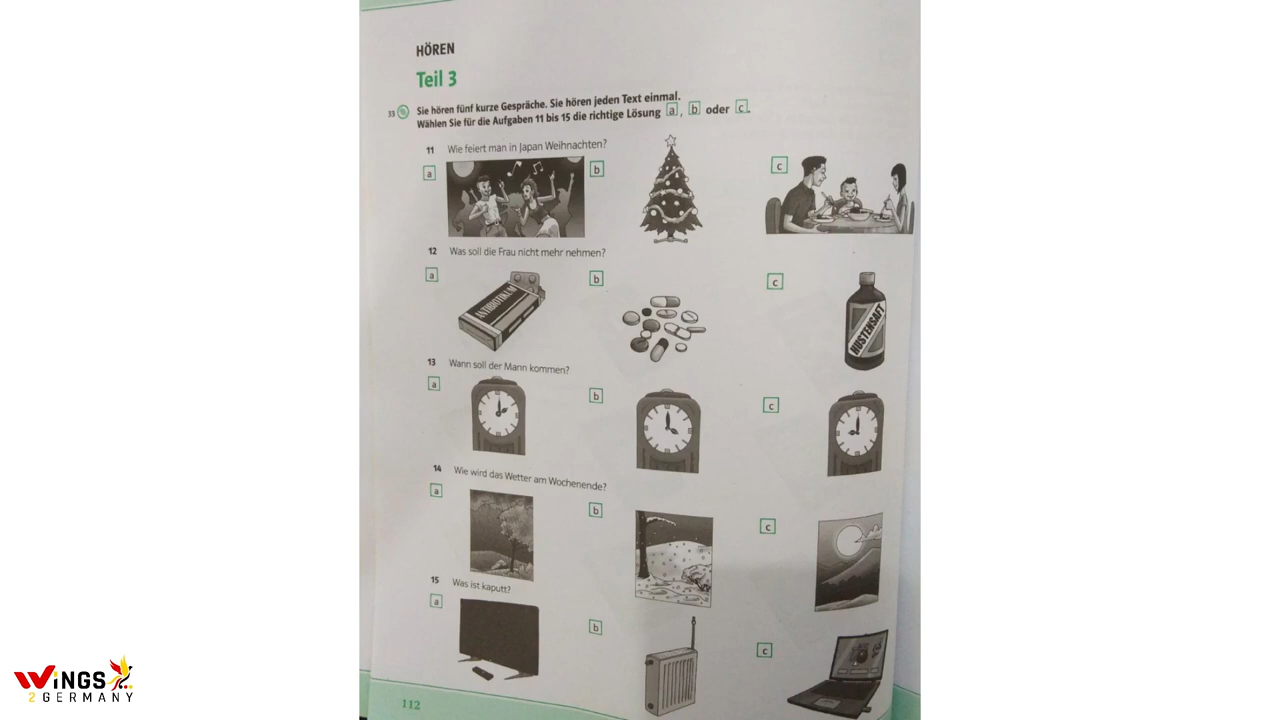 HÖREN
Teil 3
33 Sie hören fünf kurze Gespräche. Sie hören jeden Text einmal.
Wählen Sie für die Aufgaben 11 bis 15 die richtige Lösung a, b oder c.
11 Wie feiert man in Japan Weihnachten?
a b c
12 Was soll die Frau nicht mehr nehmen?
a b c
ANTIBIOTIKUM
HUSTENSAFT
13 Wann soll der Mann kommen?
a b c
14 Wie wird das Wetter am Wochenende?
a b c
15 Was ist kaputt?
a b c
112
WiNGS
2GERMANY